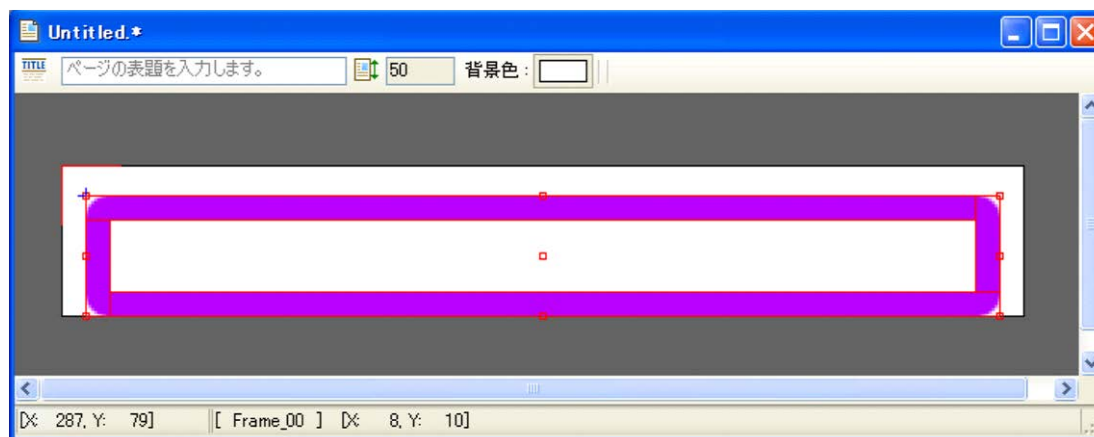 Untitled.*
TITLE ページの表題を入力します。 50 背景色 :
[X: 287, Y: 79] [ Frame_00 ] [X: 8, Y: 10]